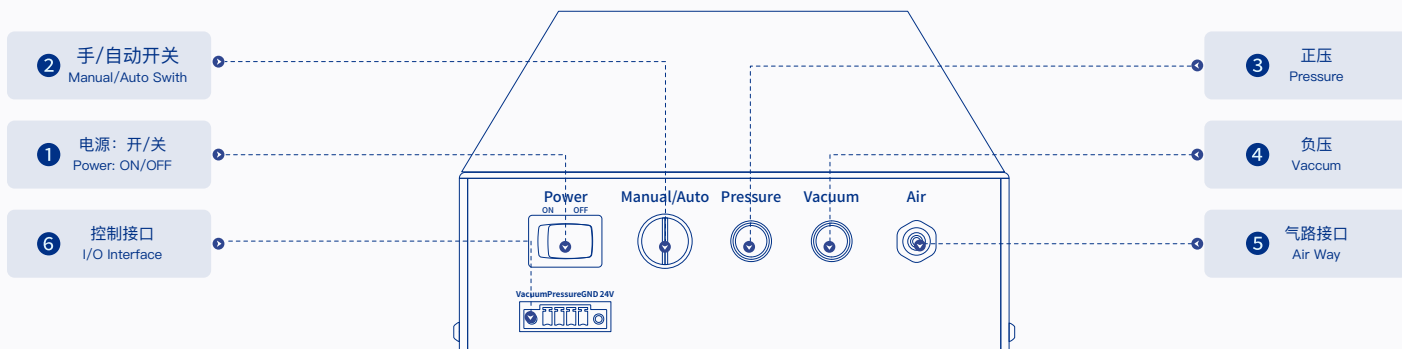 2
手/自动开关
Manual/Auto Swith
1
电源：开/关
Power: ON/OFF
6
控制接口
I/O Interface
3
正压
Pressure
4
负压
Vaccum
5
气路接口
Air Way
Power
ON OFF
Manual/Auto
Pressure
Vacuum
Air
VacuumPressureGND 24V